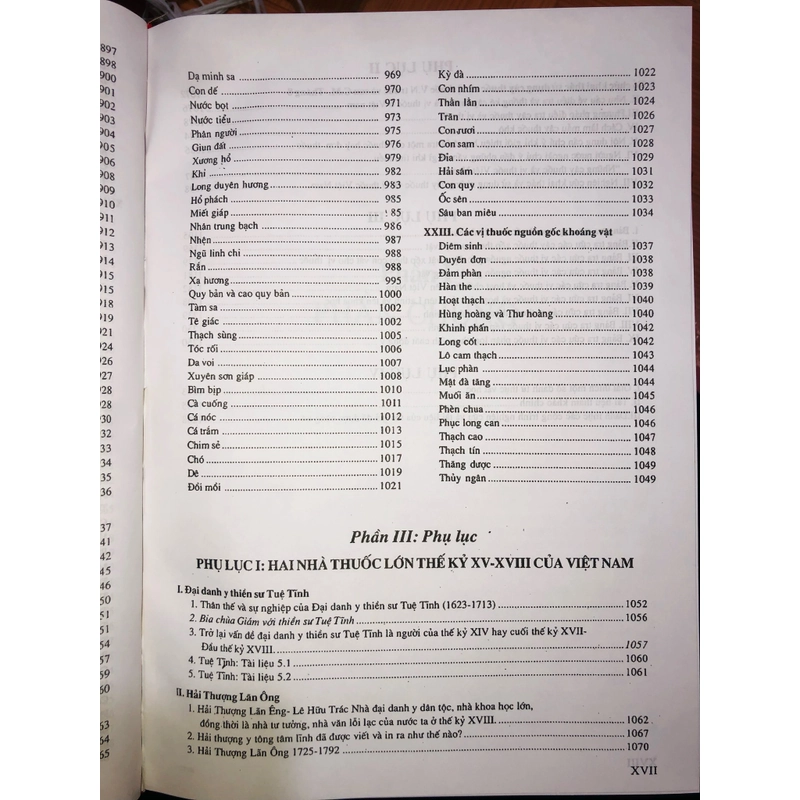 897
898
900
901
903
905
905
906
907
908
909
910
Dạ minh sa 969
Con dế 970
Nước bọt 971
Nước tiểu 973
Phân người 975
Giun đất 976
Xương hổ 979
Khỉ 982
Long duyên hương 983
Hổ phách 985
Miết giáp 985
Nhân trung bạch 986
Nhện 987
Ngũ linh chi 988
Rắn 988
Xạ hương 995
Quy bản và cao quy bản 1000
Tàm sa 1002
Tê giác 1002
Thạch sùng 1005
Tóc rối 1006
Da voi 1007
Xuyên sơn giáp 1008
Bìm bịp 1010
Cà cuống 1011
Cá nóc 1012
Cá trắm 1013
Chim sẻ 1015
Chó 1017
Dê 1019
Đồi mồi 1021
Kỳ đà 1022
Con nhím 1023
Thằn lằn 1024
Trăn 1026
Con rươi 1027
Con sam 1028
Đỉa 1029
Hải sâm 1031
Con quy 1032
Ốc sên 1033
Sâu ban miêu 1034
XXIII. Các vị thuốc nguồn gốc khoáng vật
Diêm sinh 1037
Duyên đơn 1038
Đảm phàn 1038
Hàn the 1039
Hoạt thạch 1040
Hùng hoàng và Thư hoàng 1040
Khinh phấn 1042
Long cốt 1042
Lô cam thạch 1043
Lục phàn 1044
Mật đà tăng 1044
Muối ăn 1045
Phèn chua 1046
Phục long can 1046
Thạch cao 1047
Thạch tín 1048
Thăng dược 1049
Thủy ngân 1049
Phần III: Phụ lục
PHỤ LỤC I: HAI NHÀ THUỐC LỚN THẾ KỶ XV-XVIII CỦA VIỆT NAM
I. Đại danh y thiền sư Tuệ Tĩnh
1. Thân thế và sự nghiệp của Đại danh y thiền sư Tuệ Tĩnh (1623-1713) 1052
2. Bia chùa Giám với thiền sư Tuệ Tĩnh 1056
3. Trở lại vấn đề đại danh y thiền sư Tuệ Tĩnh là người của thế kỷ XIV hay cuối thế kỷ XVII-
Đầu thế kỷ XVIII. 1057
4. Tuệ Tĩnh: Tài liệu 5.1 1060
5. Tuệ Tĩnh: Tài liệu 5.2 1061
II. Hải Thượng Lãn Ông
1. Hải Thượng Lãn Êng- Lê Hữu Trác Nhà đại danh y dân tộc, nhà khoa học lớn,
đồng thời là nhà tư tưởng, nhà văn lỗi lạc của nước ta ở thế kỷ XVIII. 1062
2. Hải thượng y tông tâm lĩnh đã được viết và in ra như thế nào? 1067
3. Hải Thượng Lãn Ông 1725-1792 1070
XVII